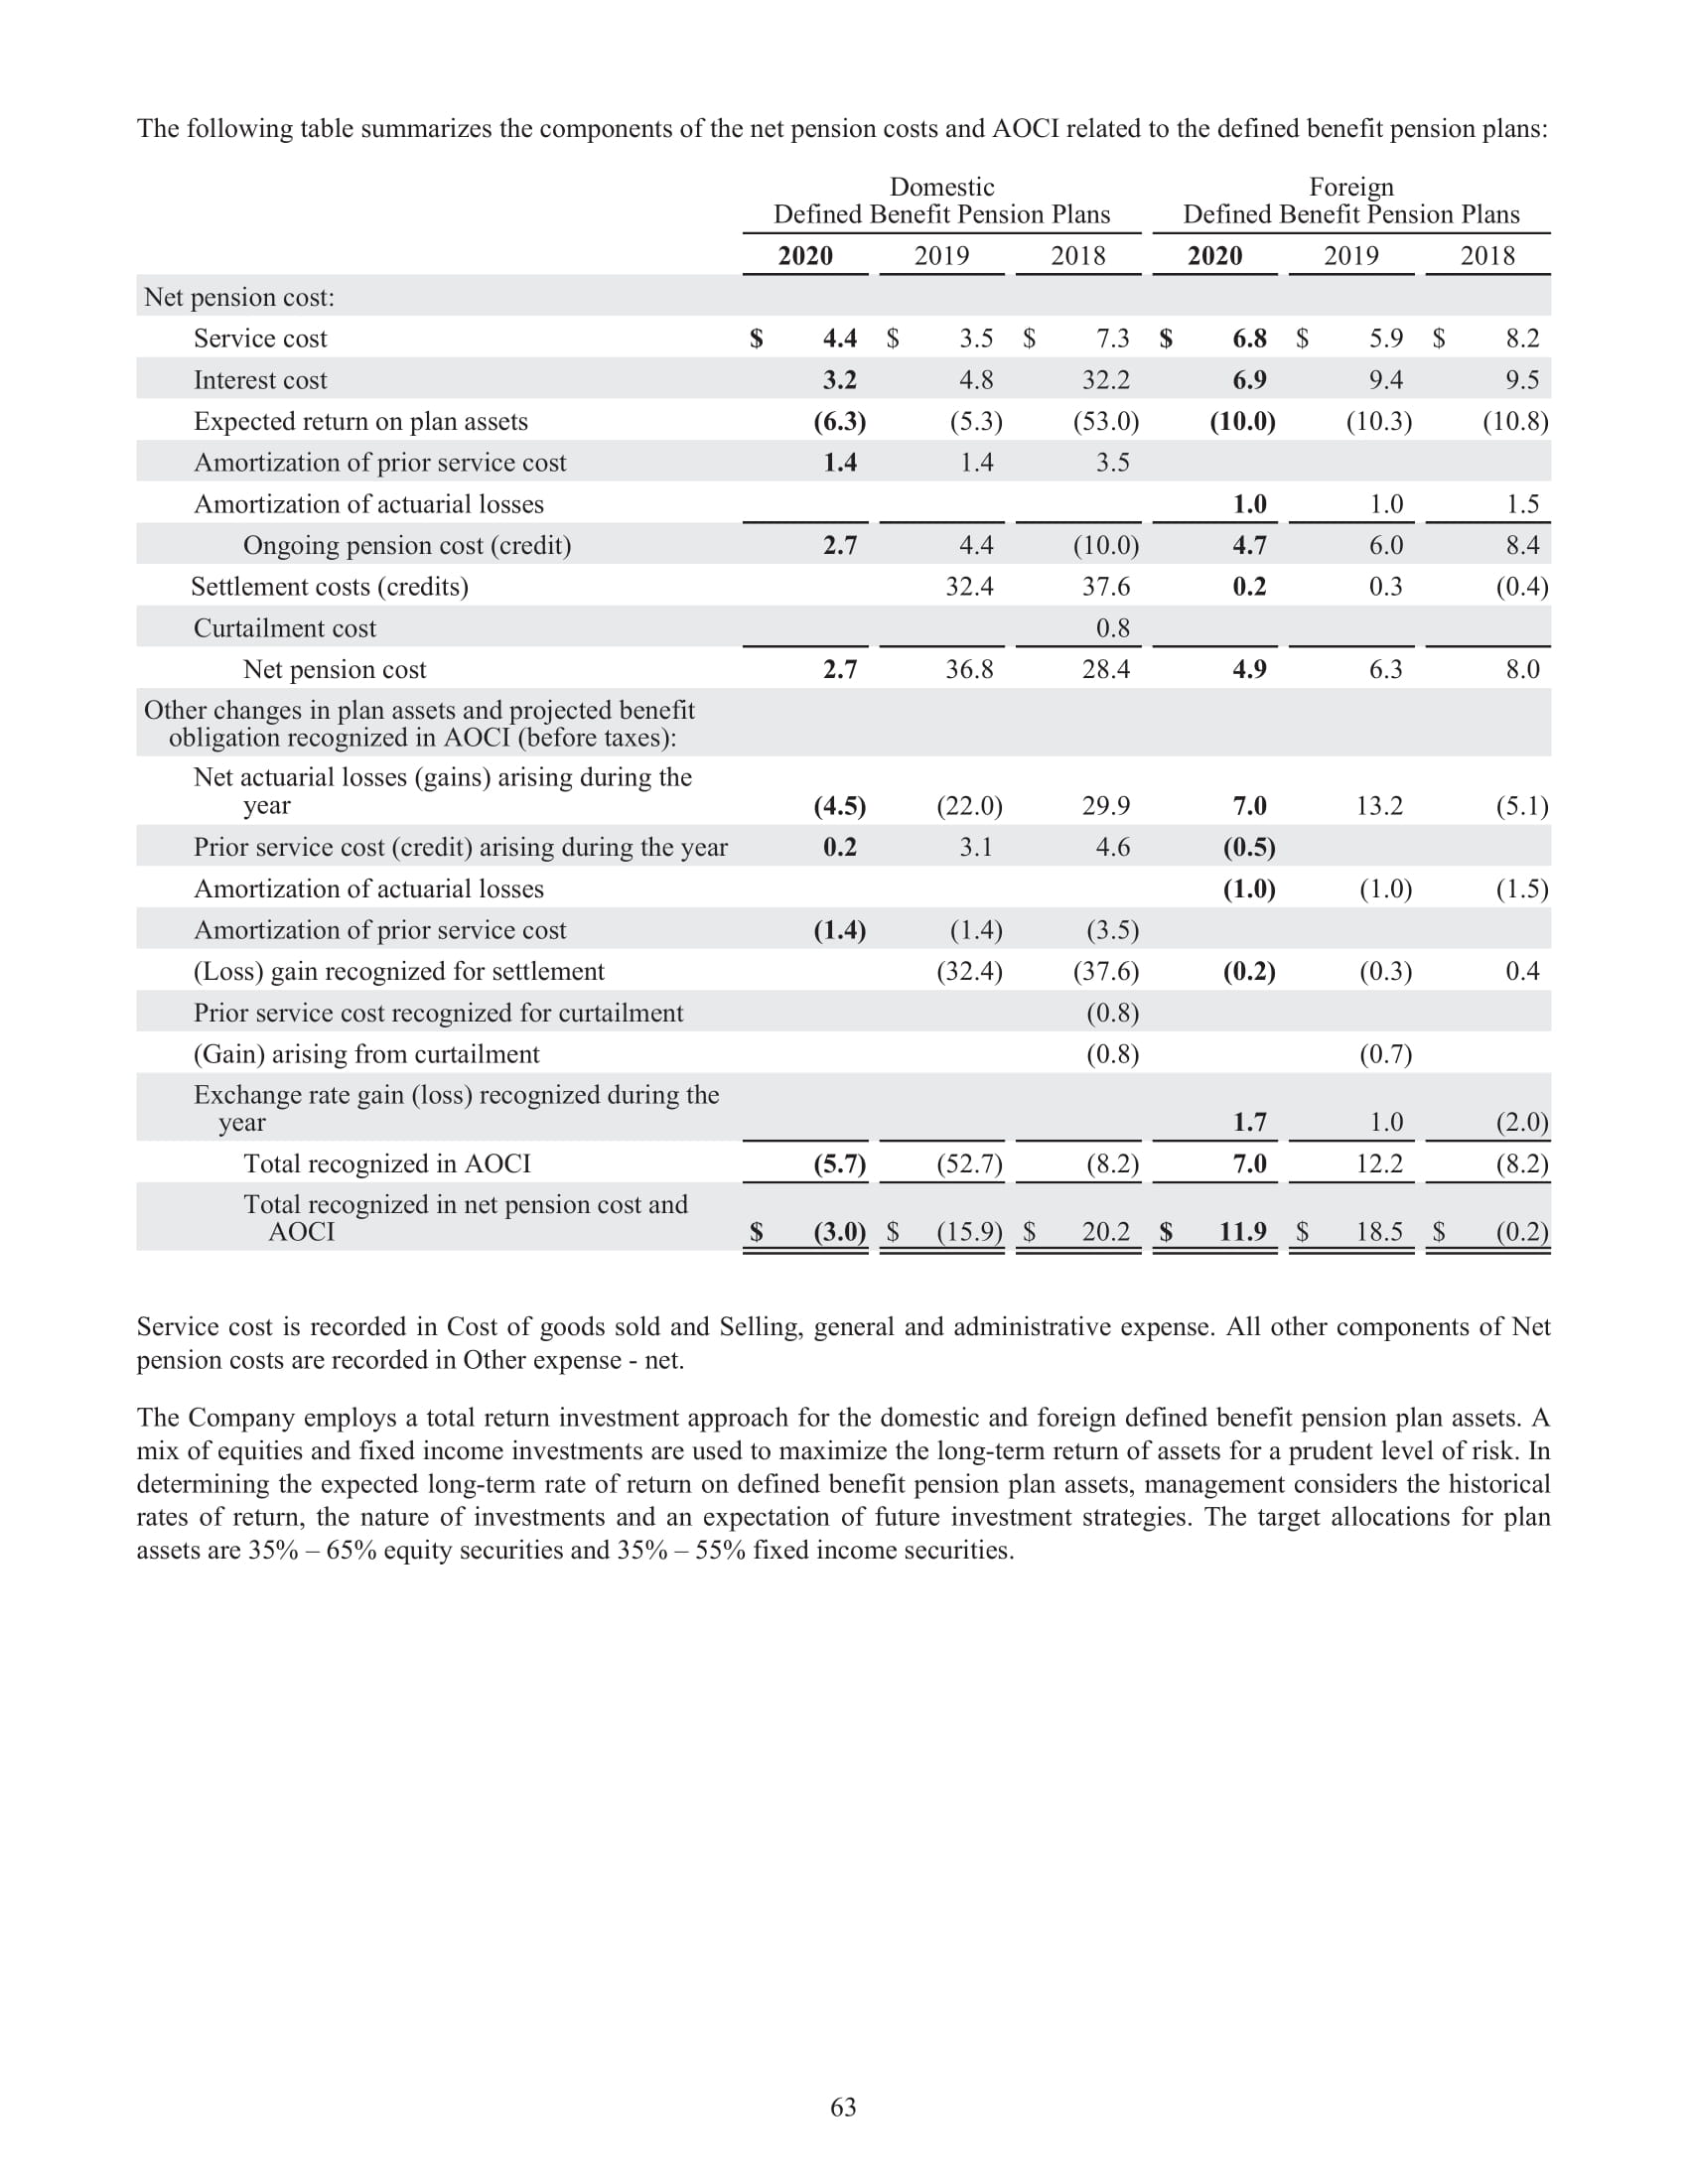 The following table summarizes the components of the net pension costs and AOCI related to the defined benefit pension plans:
Domestic Foreign
Defined Benefit Pension Plans Defined Benefit Pension Plans
2020 2019 2018 2020 2019 2018
Net pension cost:
Service cost $ 4.4 $ 3.5 $ 7.3 $ 6.8 $ 5.9 $ 8.2
Interest cost 3.2 4.8 32.2 6.9 9.4 9.5
Expected return on plan assets (6.3) (5.3) (53.0) (10.0) (10.3) (10.8)
Amortization of prior service cost 1.4 1.4 3.5
Amortization of actuarial losses 1.0 1.0 1.5
Ongoing pension cost (credit) 2.7 4.4 (10.0) 4.7 6.0 8.4
Settlement costs (credits) 32.4 37.6 0.2 0.3 (0.4)
Curtailment cost 0.8
Net pension cost 2.7 36.8 28.4 4.9 6.3 8.0
Other changes in plan assets and projected benefit
obligation recognized in AOCI (before taxes):
Net actuarial losses (gains) arising during the
year (4.5) (22.0) 29.9 7.0 13.2 (5.1)
Prior service cost (credit) arising during the year 0.2 3.1 4.6 (0.5)
Amortization of actuarial losses (1.0) (1.0) (1.5)
Amortization of prior service cost (1.4) (1.4) (3.5)
(Loss) gain recognized for settlement (32.4) (37.6) (0.2) (0.3) 0.4
Prior service cost recognized for curtailment (0.8)
(Gain) arising from curtailment (0.8) (0.7)
Exchange rate gain (loss) recognized during the
year 1.7 1.0 (2.0)
Total recognized in AOCI (5.7) (52.7) (8.2) 7.0 12.2 (8.2)
Total recognized in net pension cost and
AOCI $ (3.0) $ (15.9) $ 20.2 $ 11.9 $ 18.5 $ (0.2)
Service cost is recorded in Cost of goods sold and Selling, general and administrative expense. All other components of Net
pension costs are recorded in Other expense - net.
The Company employs a total return investment approach for the domestic and foreign defined benefit pension plan assets. A
mix of equities and fixed income investments are used to maximize the long-term return of assets for a prudent level of risk. In
determining the expected long-term rate of return on defined benefit pension plan assets, management considers the historical
rates of return, the nature of investments and an expectation of future investment strategies. The target allocations for plan
assets are 35% – 65% equity securities and 35% – 55% fixed income securities.
63